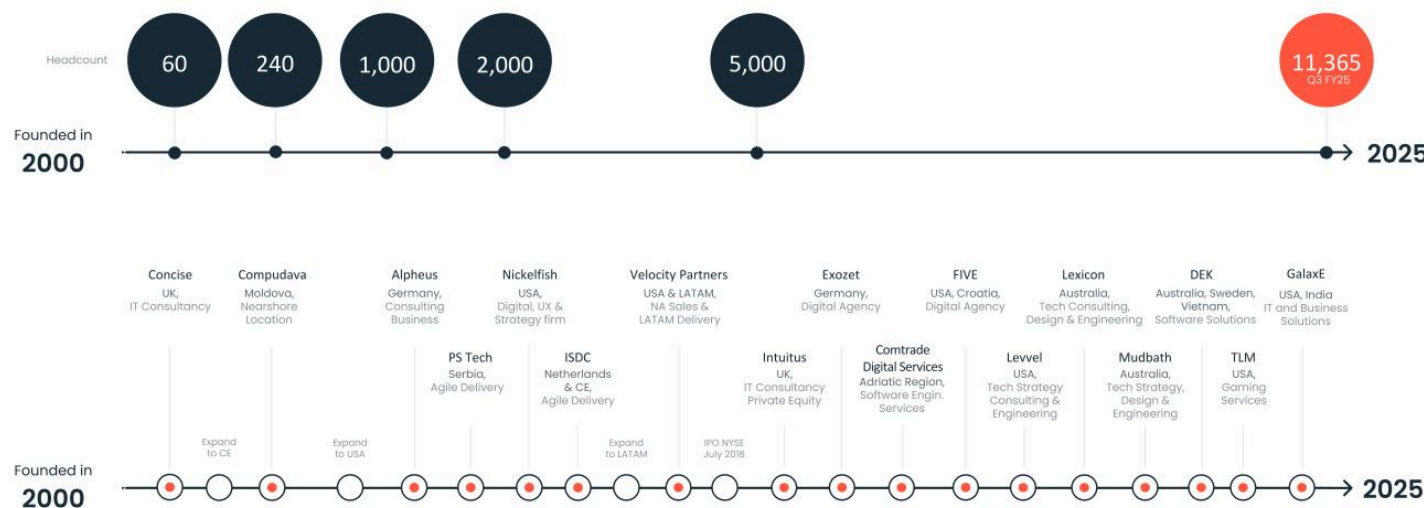 Headcount
60
240
1,000
2,000
5,000
11,365
Q3 FY25
Founded in
2000
2025
Concise
UK,
IT Consultancy
Compudava
Moldova,
Nearshore
Location
Alpheus
Germany,
Consulting
Business
Nickelfish
USA,
Digital, UX &
Strategy firm
Velocity Partners
USA & LATAM,
NA Sales &
LATAM Delivery
Exozet
Germany,
Digital Agency
FIVE
USA, Croatia,
Digital Agency
Lexicon
Australia,
Tech Consulting,
Design & Engineering
DEK
Australia, Sweden,
Vietnam,
Software Solutions
GalaxE
USA, India
IT and Business
Solutions
PS Tech
Serbia,
Agile Delivery
ISDC
Netherlands
& CE,
Agile Delivery
Intuitus
UK,
IT Consultancy
Private Equity
Comtrade
Digital Services
Adriatic Region,
Software Engin.
Services
Levvel
USA,
Tech Strategy
Consulting &
Engineering
Mudbath
Australia,
Tech Strategy,
Design &
Engineering
TLM
USA,
Gaming
Services
Expand
to CE
Expand
to USA
Expand
to LATAM
IPO NYSE
July 2018
Founded in
2000
2025